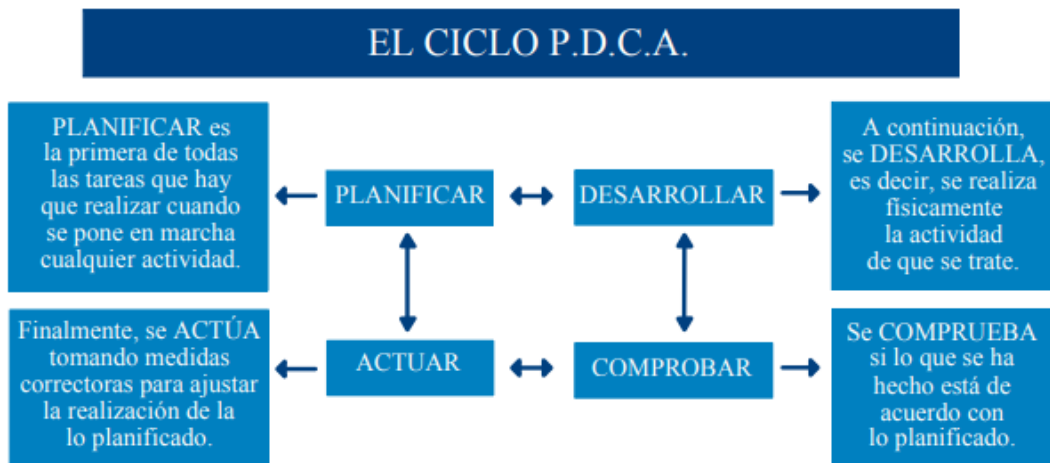 EL CICLO P.D.C.A.
PLANIFICAR es
la primera de todas
las tareas que hay
que realizar cuando
se pone en marcha
cualquier actividad.
PLANIFICAR
DESARROLLAR
A continuación,
se DESARROLLA,
es decir, se realiza
físicamente
la actividad
de que se trate.
Finalmente, se ACTÚA
tomando medidas
correctoras para ajustar
la realización de la
lo planificado.
ACTUAR
COMPROBAR
Se COMPRUEBA
si lo que se ha
hecho está de
acuerdo con
lo planificado.